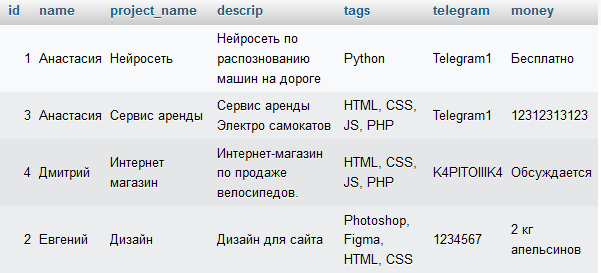 id name project_name descrip tags telegram money
1 Анастасия Нейросеть Нейросеть по распознованию машин на дороге Python Telegram1 Бесплатно
3 Анастасия Сервис аренды Сервис аренды Электро самокатов HTML, CSS, JS, PHP Telegram1 12312313123
4 Дмитрий Интернет магазин Интернет-магазин по продаже велосипедов. HTML, CSS, JS, PHP K4PITOIIIK4 Обсуждается
2 Евгений Дизайн Дизайн для сайта Photoshop, Figma, HTML, CSS 1234567 2 кг апельсинов